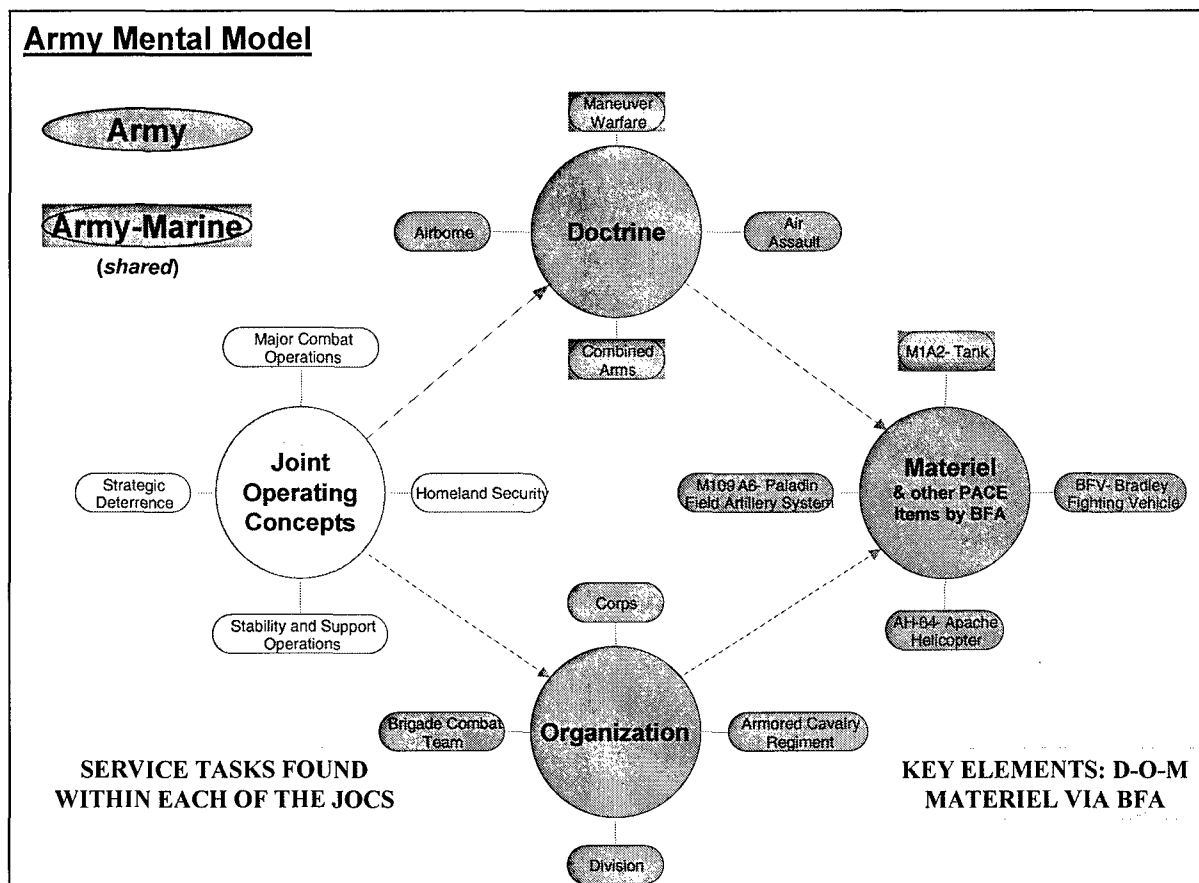 Army Mental Model
Army
Army-Marine
(shared)
Maneuver
Warfare
Airborne
Doctrine
Air
Assault
Combined
Arms
Major Combat
Operations
Strategic
Deterrence
Joint
Operating
Concepts
Homeland Security
Stability and Support
Operations
M1A2- Tank
M109 A6- Paladin
Field Artillery System
Materiel
& other PACE
Items by BFA
BFV- Bradley
Fighting Vehicle
AH-64- Apache
Helicopter
Corps
Brigade Combat
Team
Organization
Armored Cavalry
Regiment
Division
SERVICE TASKS FOUND
WITHIN EACH OF THE JOCS
KEY ELEMENTS: D-O-M
MATERIEL VIA BFA